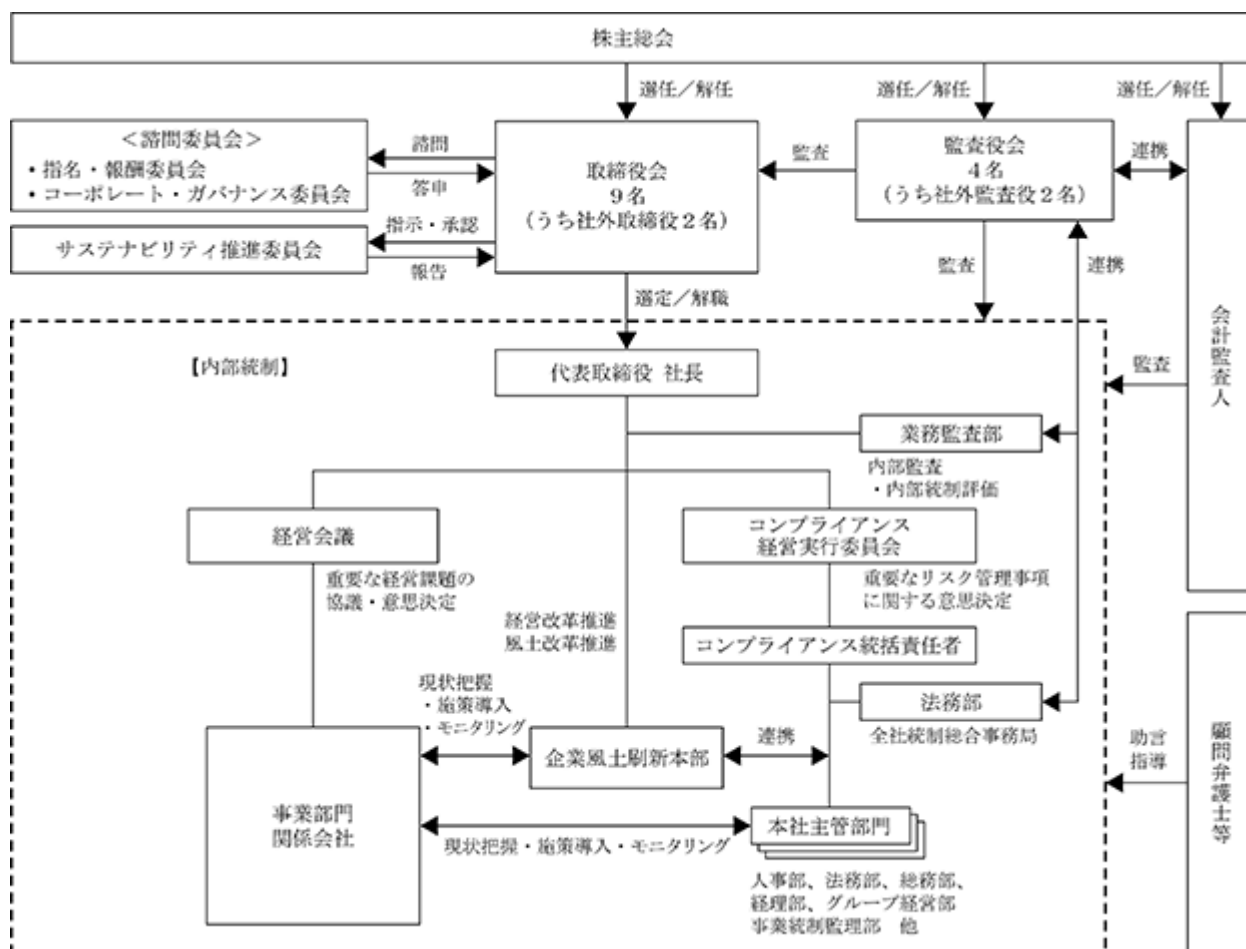 株主総会
選任／解任
選任／解任
選任／解任
＜諮問委員会＞
・指名・報酬委員会
・コーポレート・ガバナンス委員会
諮問
答申
取締役会
9名
（うち社外取締役2名）
監査
監査役会
4名
（うち社外監査役2名）
連携
サステナビリティ推進委員会
指示・承認
報告
監査
連携
選定／解職
会計監査人
【内部統制】
代表取締役 社長
監査
業務監査部
内部監査
・内部統制評価
経営会議
重要な経営課題の
協議・意思決定
コンプライアンス
経営実行委員会
重要なリスク管理事項
に関する意思決定
経営改革推進
風土改革推進
コンプライアンス統括責任者
現状把握
・施策導入
・モニタリング
法務部
全社統制総合事務局
企業風土刷新本部
連携
助言
指導
顧問弁護士等
事業部門
関係会社
現状把握・施策導入・モニタリング
本社主管部門
人事部、法務部、総務部、
経理部、グループ経営部
事業統制監理部 他